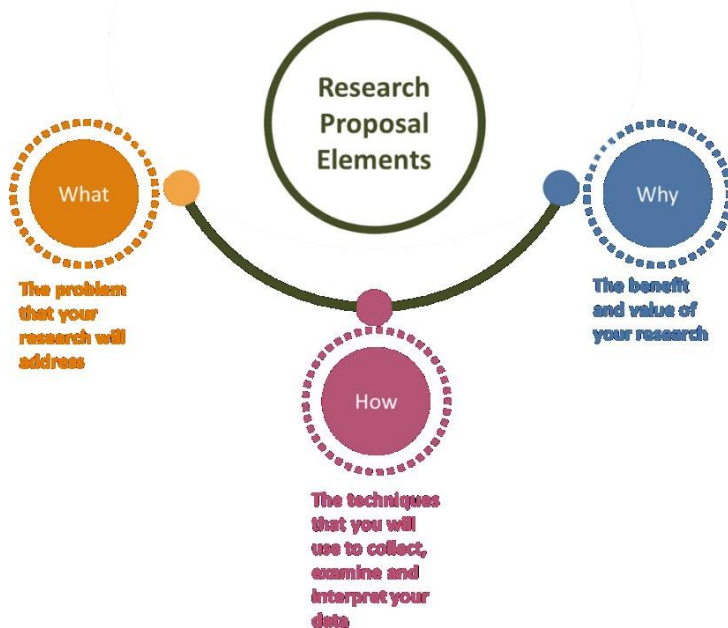 Research
Proposal
Elements
What
The problem
that your
research will
address
How
The techniques
that you will
use to collect,
examine and
interpret your
data
Why
The benefit
and value of
your research